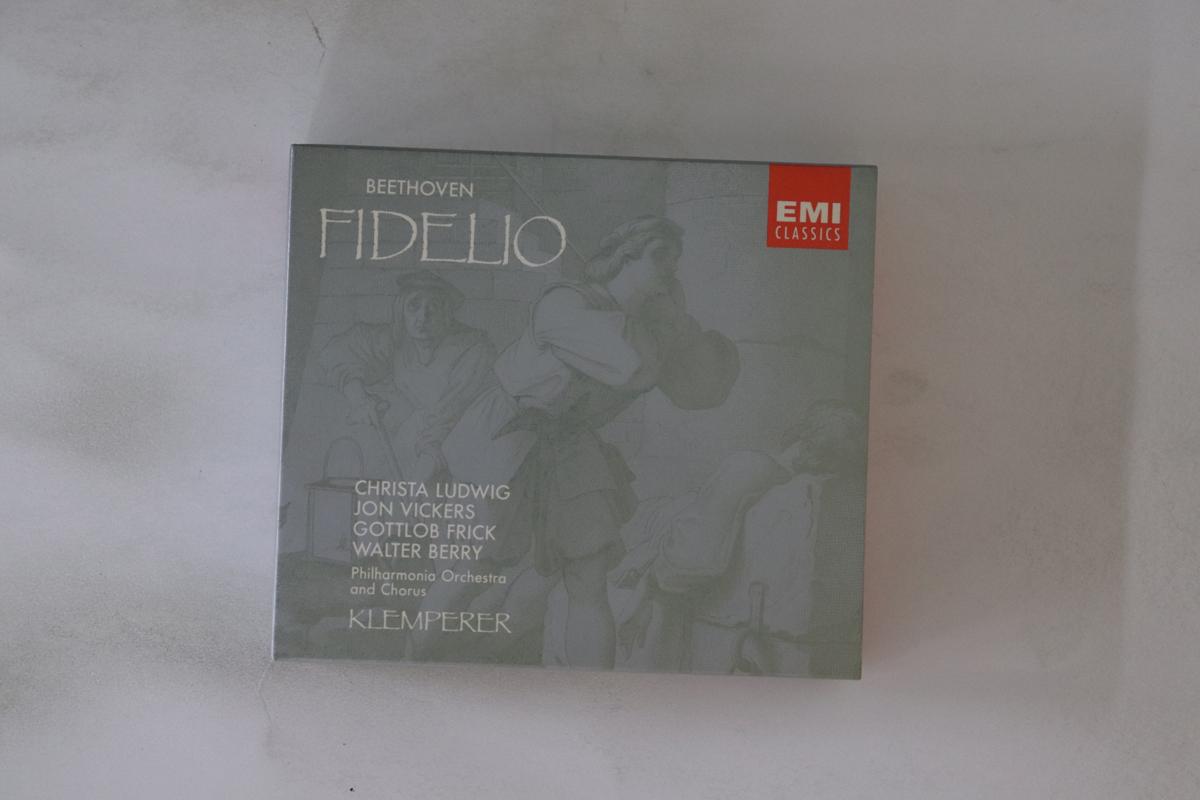 BEETHOVEN
FIDELIO
EMI
CLASSICS
CHRISTA LUDWIG
JON VICKERS
GOTTLOB FRICK
WALTER BERRY
Philharmonia Orchestra
and Chorus
KLEMPERER